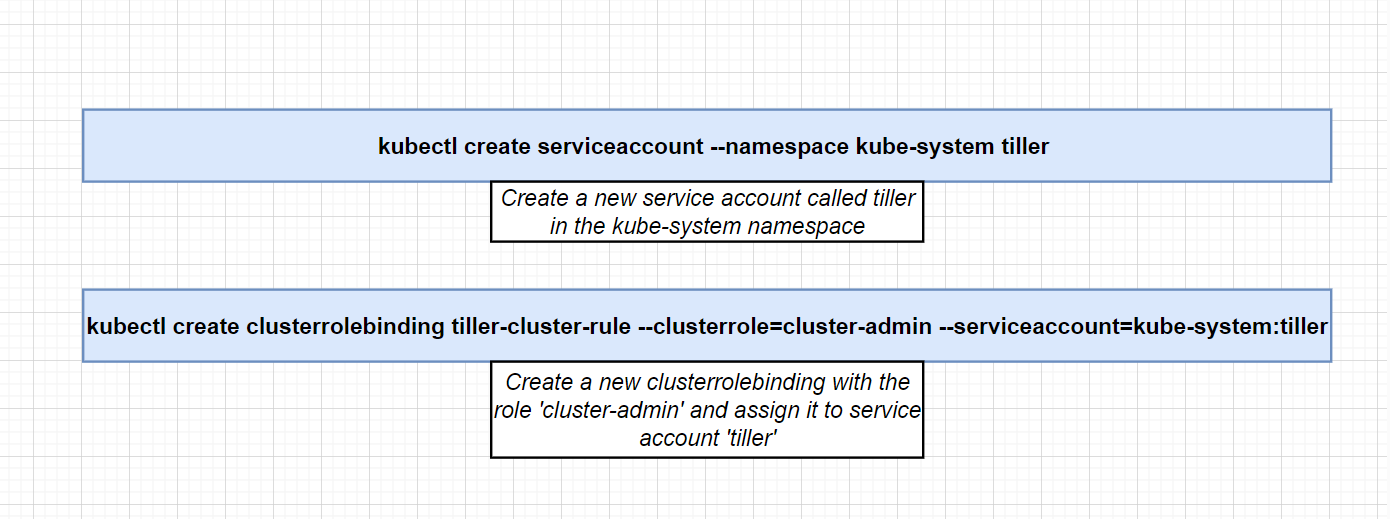 kubectl create serviceaccount --namespace kube-system tiller
Create a new service account called tiller
in the kube-system namespace
kubectl create clusterrolebinding tiller-cluster-rule --clusterrole=cluster-admin --serviceaccount=kube-system:tiller
Create a new clusterrolebinding with the
role 'cluster-admin' and assign it to service
account 'tiller'